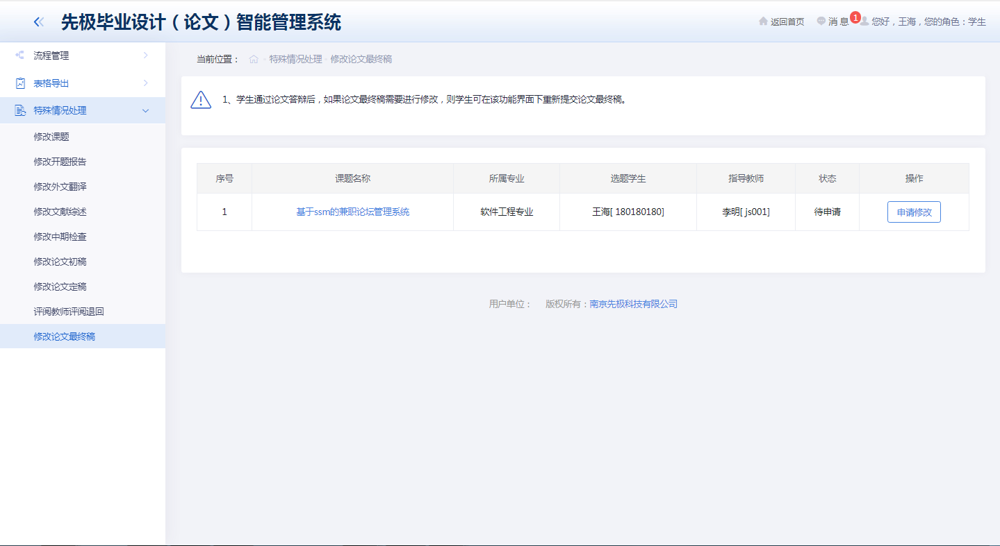 先极毕业设计（论文）智能管理系统
返回首页 消 息 1 您好，王海，您的角色：学生
流程管理
表格导出
特殊情况处理
修改课题
修改开题报告
修改外文翻译
修改文献综述
修改中期检查
修改论文初稿
修改论文定稿
评阅教师评阅退回
修改论文最终稿
当前位置： - 特殊情况处理 - 修改论文最终稿
1、学生通过论文答辩后，如果论文最终稿需要进行修改，则学生可在该功能界面下重新提交论文最终稿。
序号 课题名称 所属专业 选题学生 指导教师 状态 操作
1 基于ssm的兼职论坛管理系统 软件工程专业 王海[ 180180180] 李明[ js001] 待申请 申请修改
用户单位： 版权所有：南京先极科技有限公司